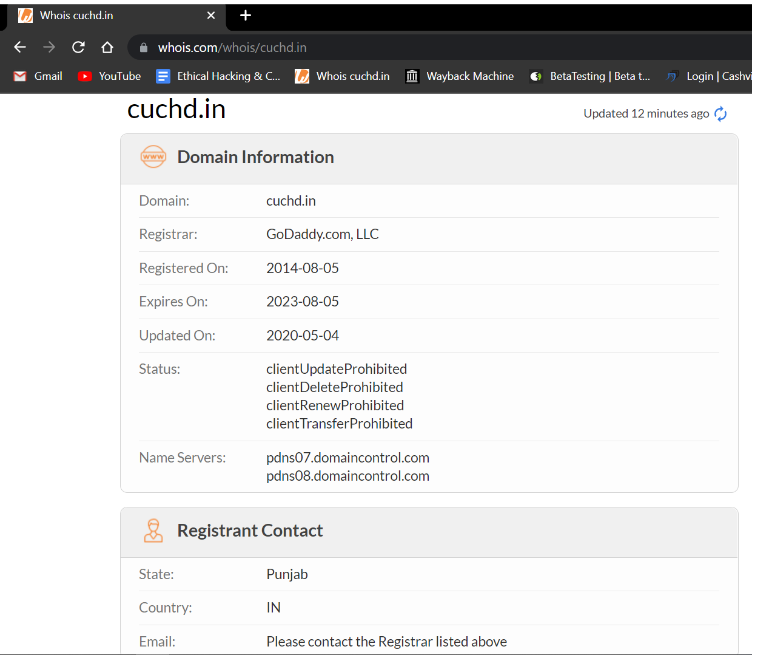 Whois cuchd.in
whois.com/whois/cuchd.in
Gmail YouTube Ethical Hacking & C... Whois cuchd.in Wayback Machine BetaTesting | Beta t... Login | Cashvi
cuchd.in
Updated 12 minutes ago
www Domain Information
Domain: cuchd.in
Registrar: GoDaddy.com, LLC
Registered On: 2014-08-05
Expires On: 2023-08-05
Updated On: 2020-05-04
Status: clientUpdateProhibited
clientDeleteProhibited
clientRenewProhibited
clientTransferProhibited
Name Servers: pdns07.domaincontrol.com
pdns08.domaincontrol.com
Registrant Contact
State: Punjab
Country: IN
Email: Please contact the Registrar listed above